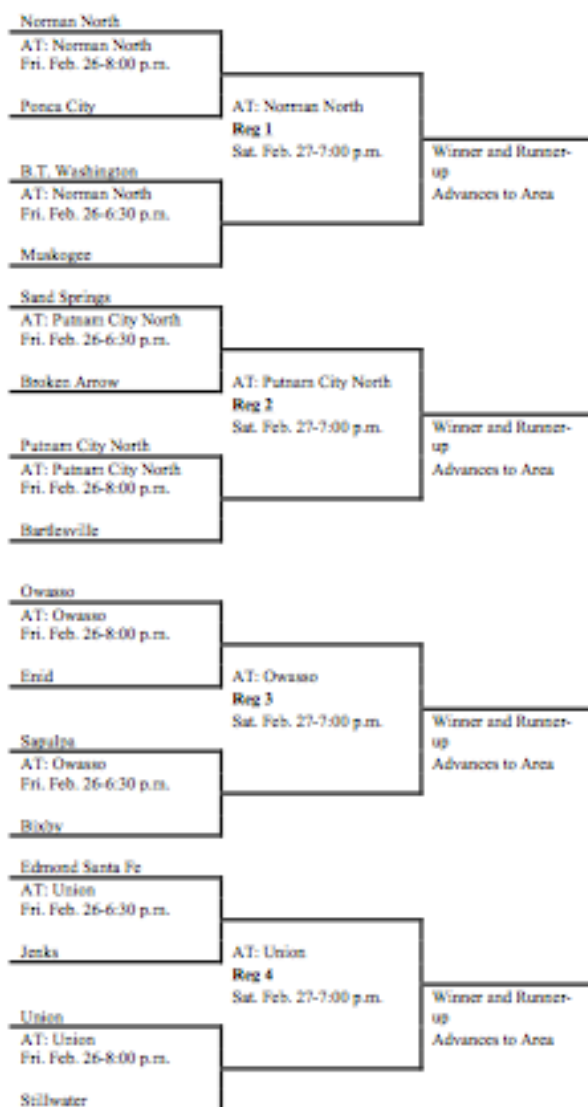 Norman North
AT: Norman North
Fri. Feb. 26-8:00 p.m.
Ponca City
AT: Norman North
Reg 1
Sat. Feb. 27-7:00 p.m.
Winner and Runner-
up
Advances to Area
B.T. Washington
AT: Norman North
Fri. Feb. 26-6:30 p.m.
Muskogee
Sand Springs
AT: Putnam City North
Fri. Feb. 26-6:30 p.m.
Broken Arrow
AT: Putnam City North
Reg 2
Sat. Feb. 27-7:00 p.m.
Winner and Runner-
up
Advances to Area
Putnam City North
AT: Putnam City North
Fri. Feb. 26-8:00 p.m.
Bartlesville
Owasso
AT: Owasso
Fri. Feb. 26-8:00 p.m.
Enid
AT: Owasso
Reg 3
Sat. Feb. 27-7:00 p.m.
Winner and Runner-
up
Advances to Area
Sapulpa
AT: Owasso
Fri. Feb. 26-6:30 p.m.
Bixby
Edmond Santa Fe
AT: Union
Fri. Feb. 26-6:30 p.m.
Jenks
AT: Union
Reg 4
Sat. Feb. 27-7:00 p.m.
Winner and Runner-
up
Advances to Area
Union
AT: Union
Fri. Feb. 26-8:00 p.m.
Stillwater